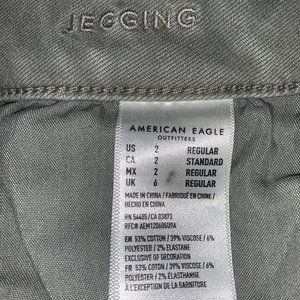 JEGGING
AMERICAN EAGLE
OUTFITTERS
US 2 REGULAR
CA 2 STANDARD
MX 2 REGULAR
UK 6 REGULAR
MADE IN CHINA / FABRIQUÉ EN CHINE /
HECHO EN CHINA
RN 54485/CA 03873
EN 53% COTTON / 39% VISCOSE / 6%
POLYESTER / 2% ELASTANE
EXCLUSIVE OF DECORATION
FR 53% COTON / 39% VISCOSE / 6%
POLYESTER / 2% ÉLASTHANNE
À L'EXCEPTION DE LA GARNITURE